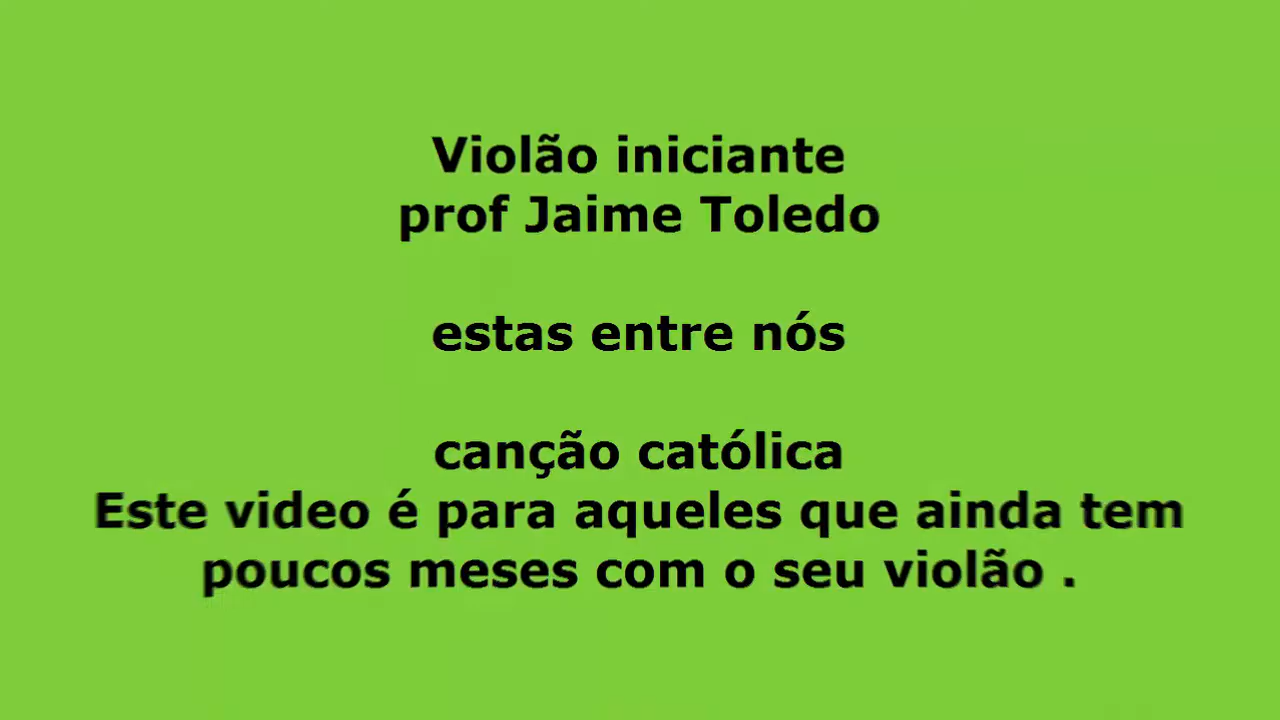 Violão iniciante
prof Jaime Toledo
estas entre nós
canção católica
Este video é para aqueles que ainda tem
poucos meses com o seu violão .